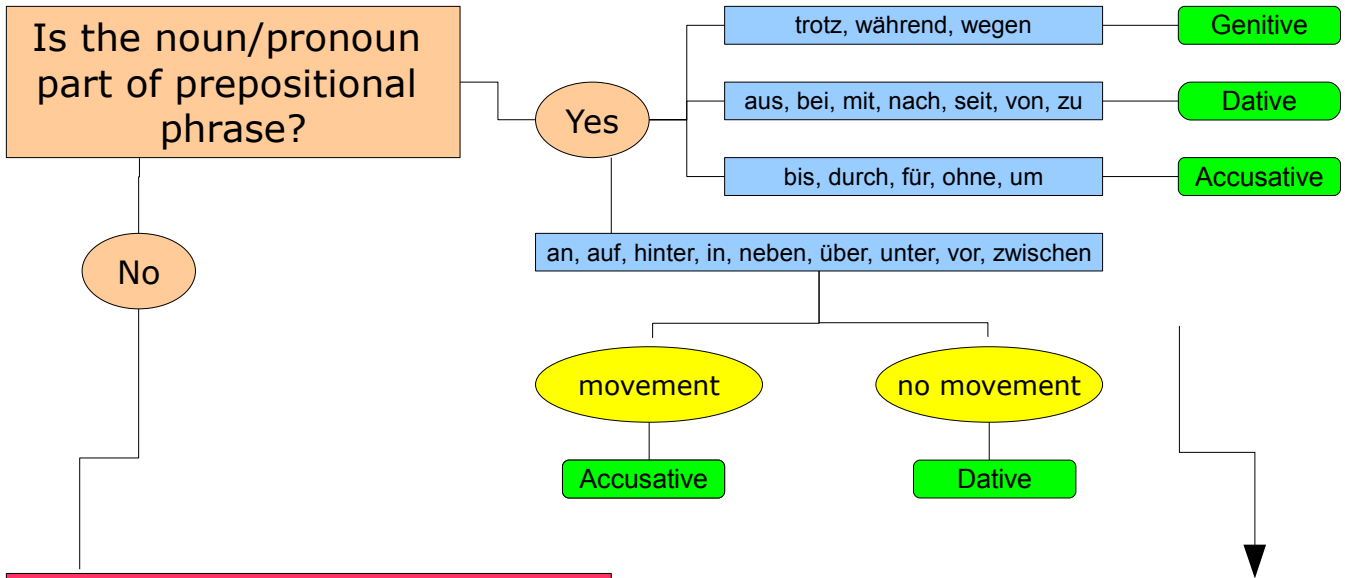 Is the noun/pronoun
part of prepositional
phrase?
Yes
trotz, während, wegen
Genitive
aus, bei, mit, nach, seit, von, zu
Dative
bis, durch, für, ohne, um
Accusative
No
an, auf, hinter, in, neben, über, unter, vor, zwischen
movement
no movement
Accusative
Dative